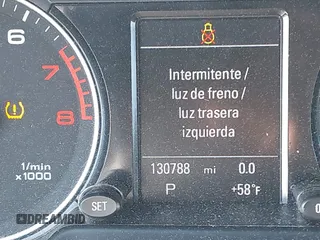 6
7
8
1/min
x1000
Intermitente /
luz de freno /
luz trasera
izquierda
130788 mi 0.0
P +58°F
SET
DREAMBID